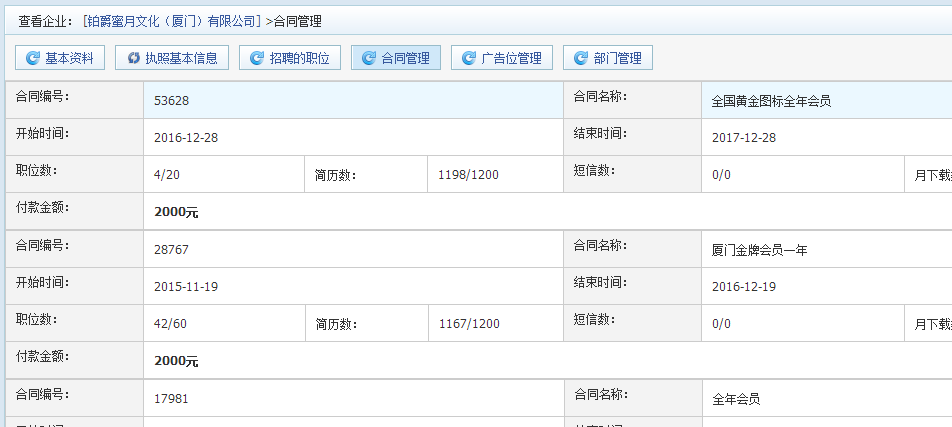 查看企业：[铂爵蜜月文化（厦门）有限公司] >合同管理
基本资料 执照基本信息 招聘的职位 合同管理 广告位管理 部门管理
合同编号： 53628 合同名称： 全国黄金图标全年会员
开始时间： 2016-12-28 结束时间： 2017-12-28
职位数： 4/20 简历数： 1198/1200 短信数： 0/0 月下载
付款金额： 2000元
合同编号： 28767 合同名称： 厦门金牌会员一年
开始时间： 2015-11-19 结束时间： 2016-12-19
职位数： 42/60 简历数： 1167/1200 短信数： 0/0 月下载
付款金额： 2000元
合同编号： 17981 合同名称： 全年会员